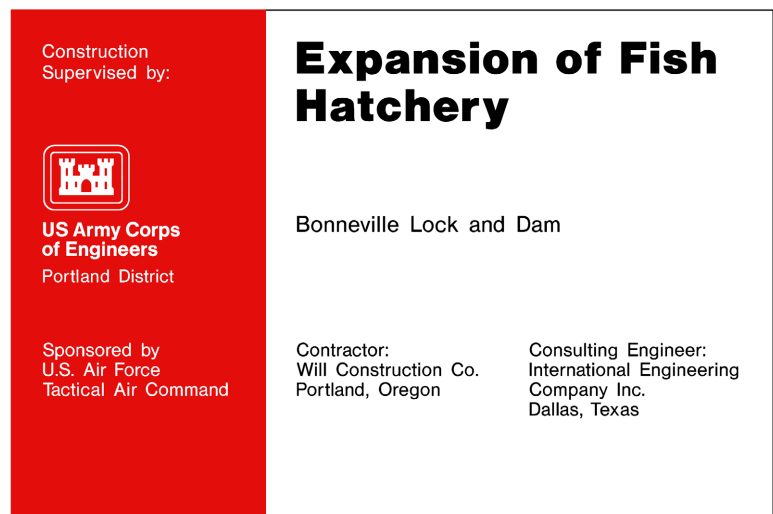 Construction
Supervised by:
US Army Corps
of Engineers
Portland District
Sponsored by
U.S. Air Force
Tactical Air Command
Expansion of Fish
Hatchery
Bonneville Lock and Dam
Contractor:
Will Construction Co.
Portland, Oregon
Consulting Engineer:
International Engineering
Company Inc.
Dallas, Texas